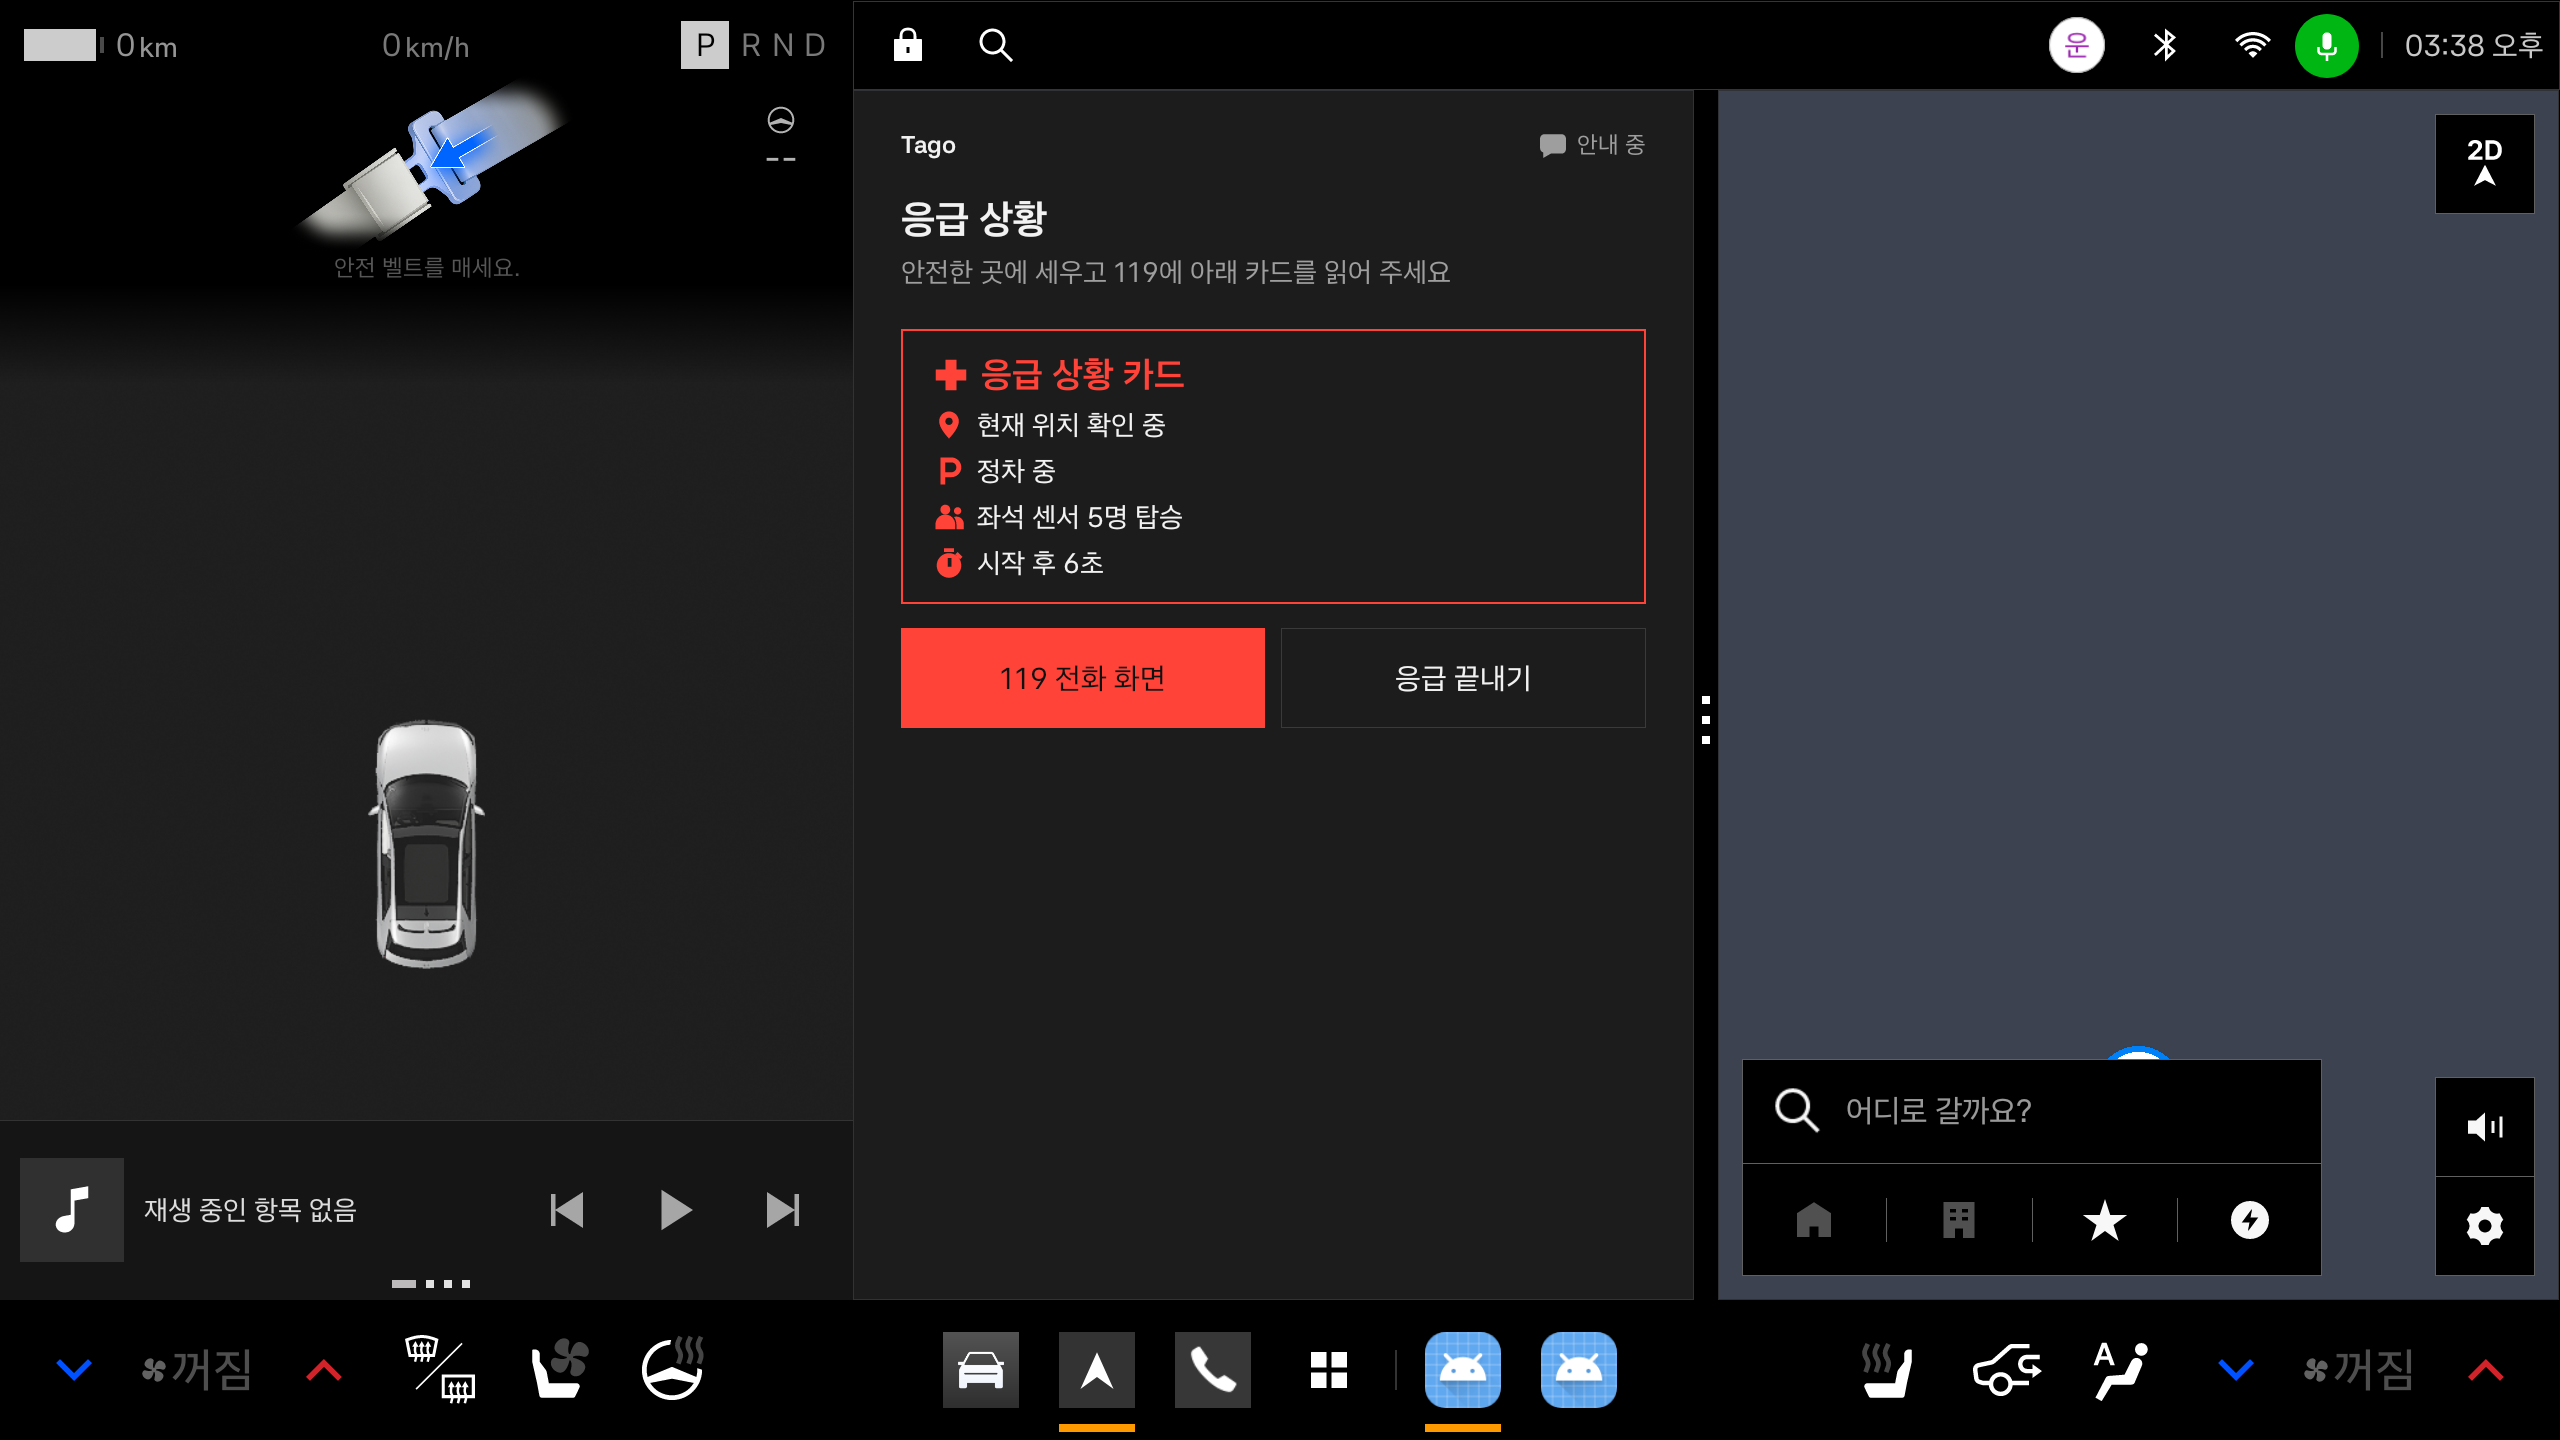 0 km
0 km/h
P R N D
운
03:38 오후
안전 벨트를 매세요.
--
Tago
안내 중
응급 상황
안전한 곳에 세우고 119에 아래 카드를 읽어 주세요
응급 상황 카드
현재 위치 확인 중
P 정차 중
좌석 센서 5명 탑승
시작 후 6초
119 전화 화면
응급 끝내기
2D
어디로 갈까요?
재생 중인 항목 없음
꺼짐
A
꺼짐